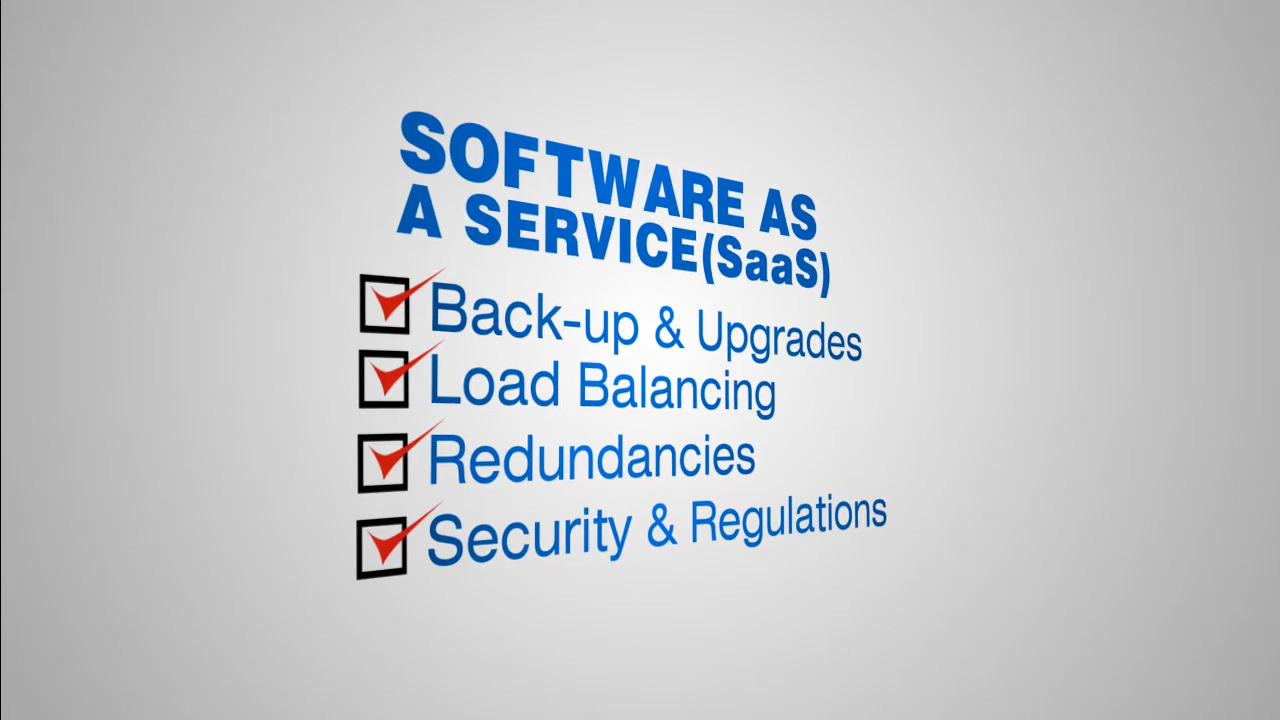 SOFTWARE AS
A SERVICE(SaaS)
Back-up & Upgrades
Load Balancing
Redundancies
Security & Regulations